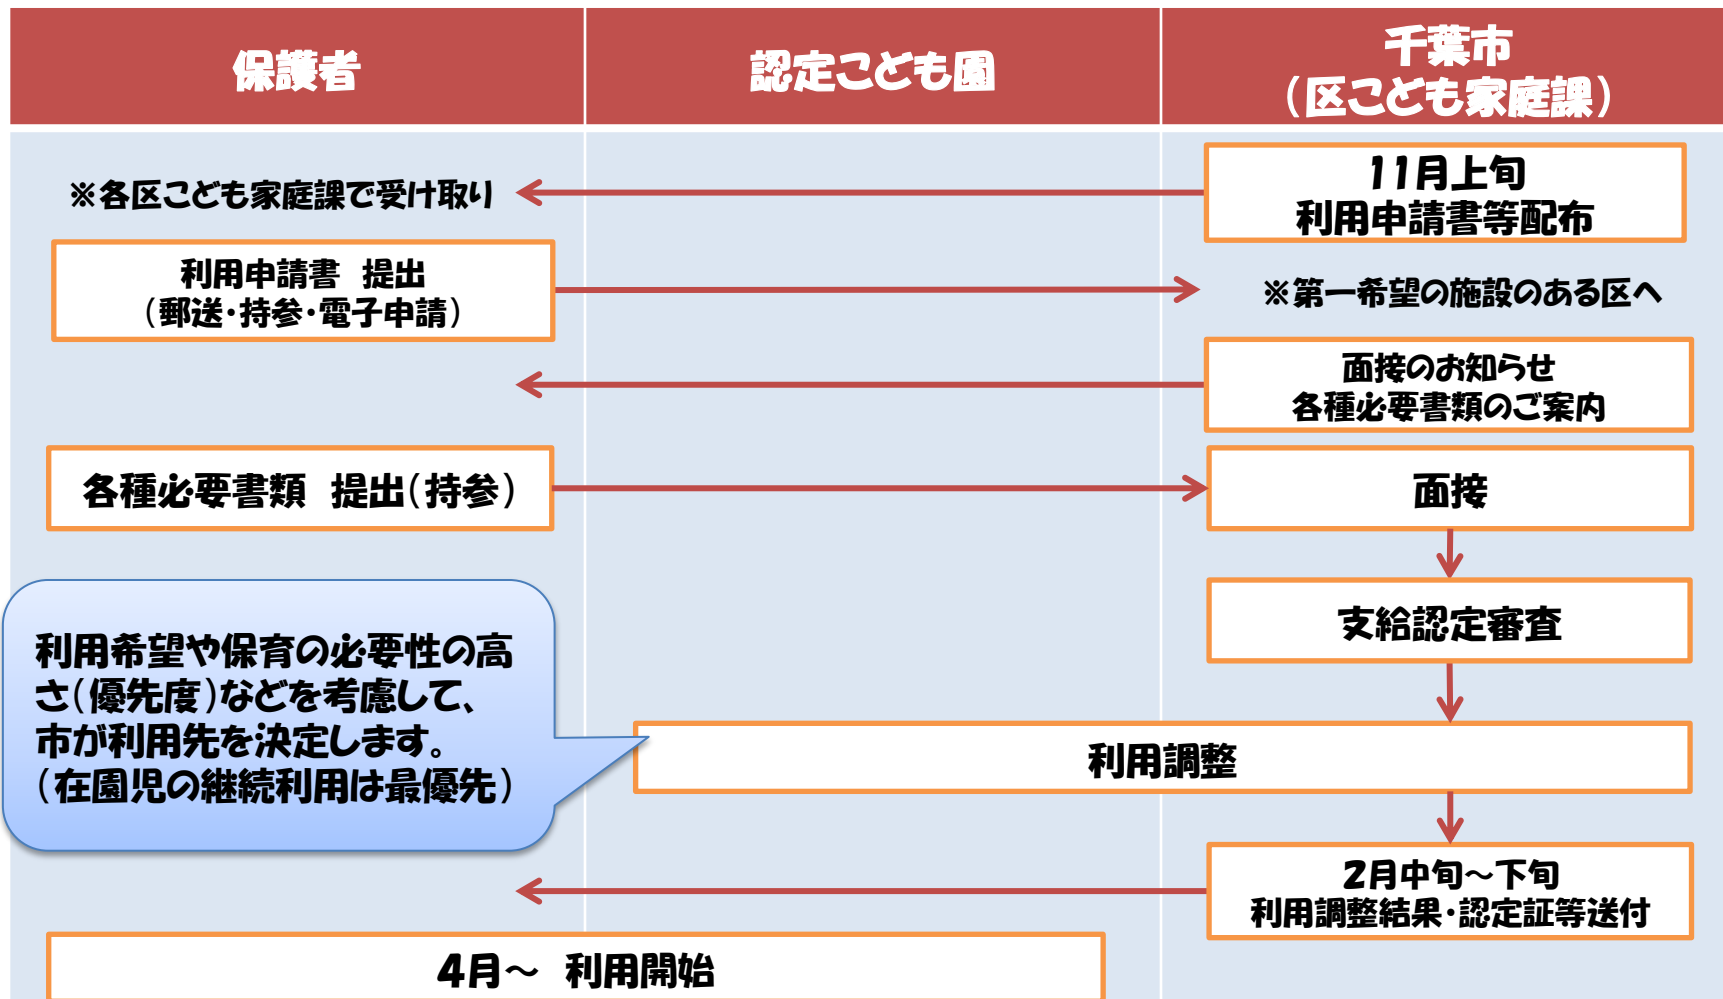 保護者
認定こども園
千葉市
（区こども家庭課）
11月上旬
利用申請書等配布
※各区こども家庭課で受け取り
利用申請書　提出
（郵送・持参・電子申請）
※第一希望の施設のある区へ
面接のお知らせ
各種必要書類のご案内
各種必要書類　提出（持参）
面接
支給認定審査
利用希望や保育の必要性の高
さ（優先度）などを考慮して、
市が利用先を決定します。
（在園児の継続利用は最優先）
利用調整
2月中旬～下旬
利用調整結果・認定証等送付
4月～　利用開始